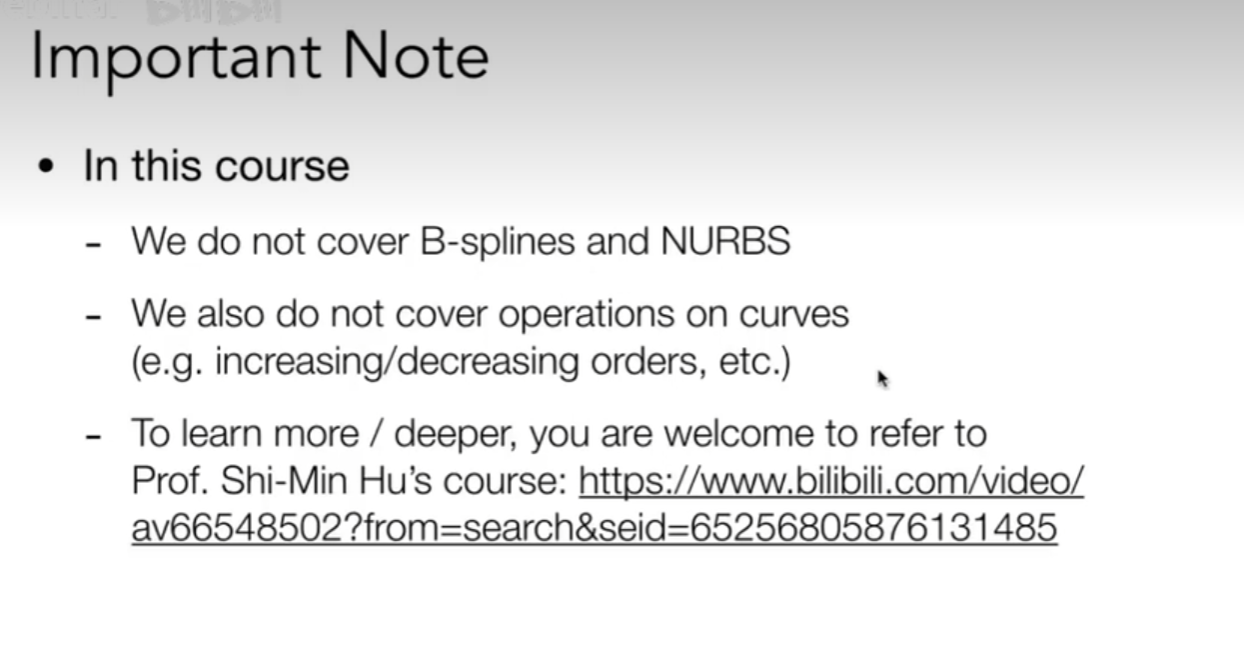 Important Note
• In this course
- We do not cover B-splines and NURBS
- We also do not cover operations on curves
(e.g. increasing/decreasing orders, etc.)
- To learn more / deeper, you are welcome to refer to
Prof. Shi-Min Hu's course: https://www.bilibili.com/video/
av66548502?from=search&seid=65256805876131485